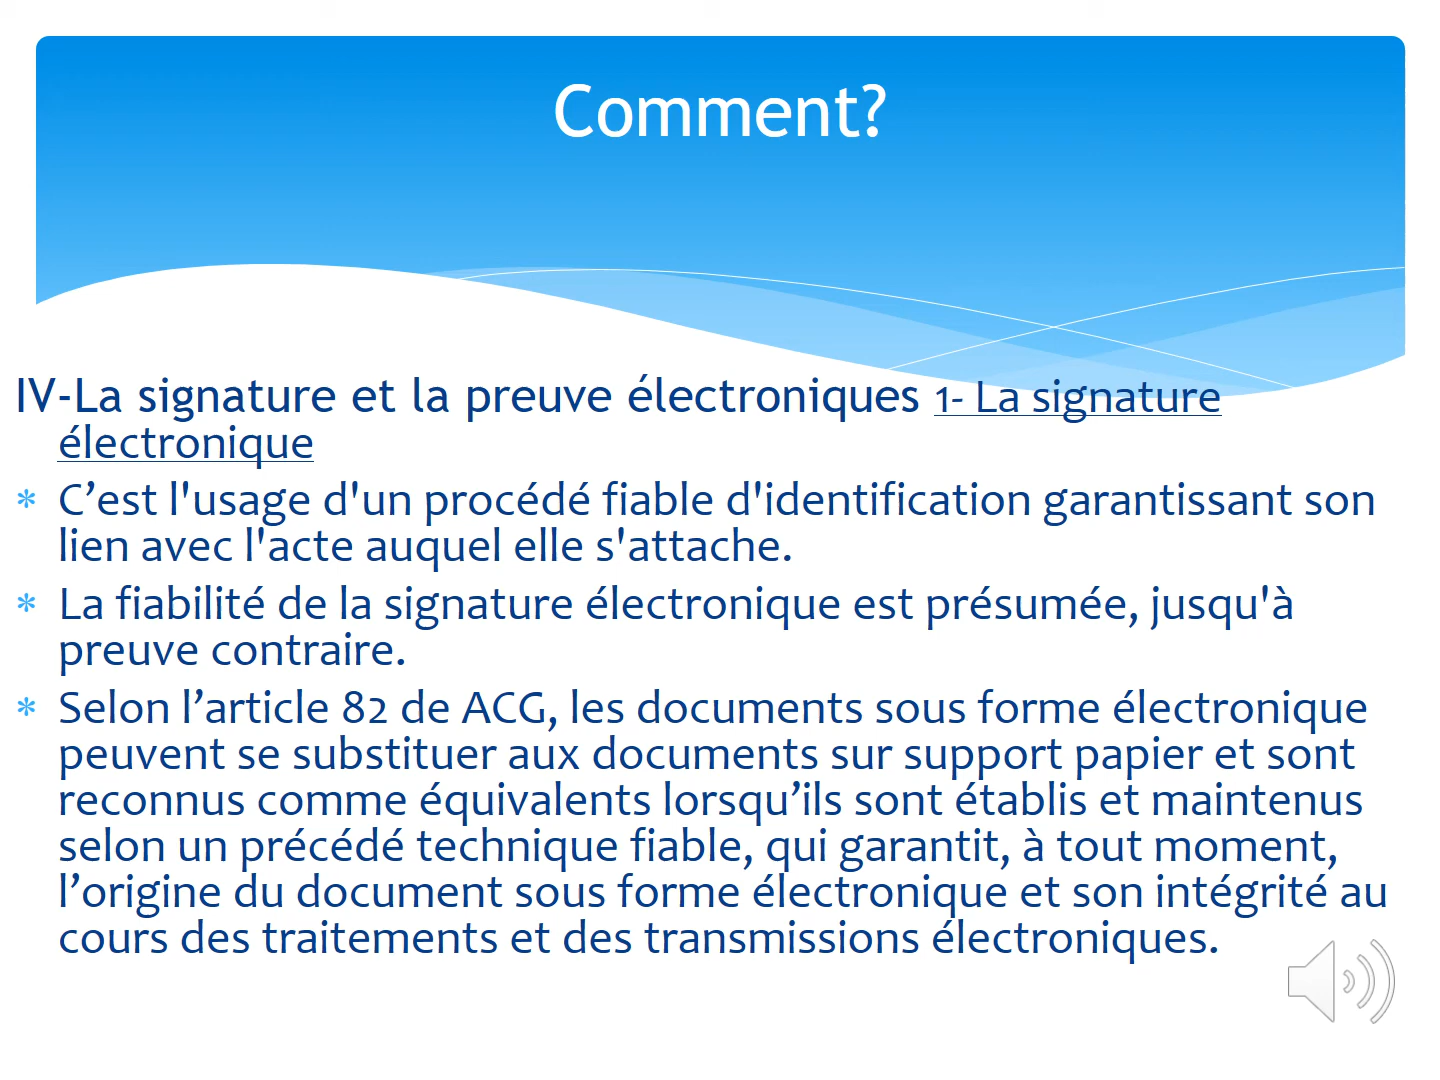 Comment?
IV-La signature et la preuve électroniques 1- La signature
électronique
* C’est l'usage d'un procédé fiable d'identification garantissant son
lien avec l'acte auquel elle s'attache.
* La fiabilité de la signature électronique est présumée, jusqu'à
preuve contraire.
* Selon l’article 82 de ACG, les documents sous forme électronique
peuvent se substituer aux documents sur support papier et sont
reconnus comme équivalents lorsqu’ils sont établis et maintenus
selon un précédé technique fiable, qui garantit, à tout moment,
l’origine du document sous forme électronique et son intégrité au
cours des traitements et des transmissions électroniques.